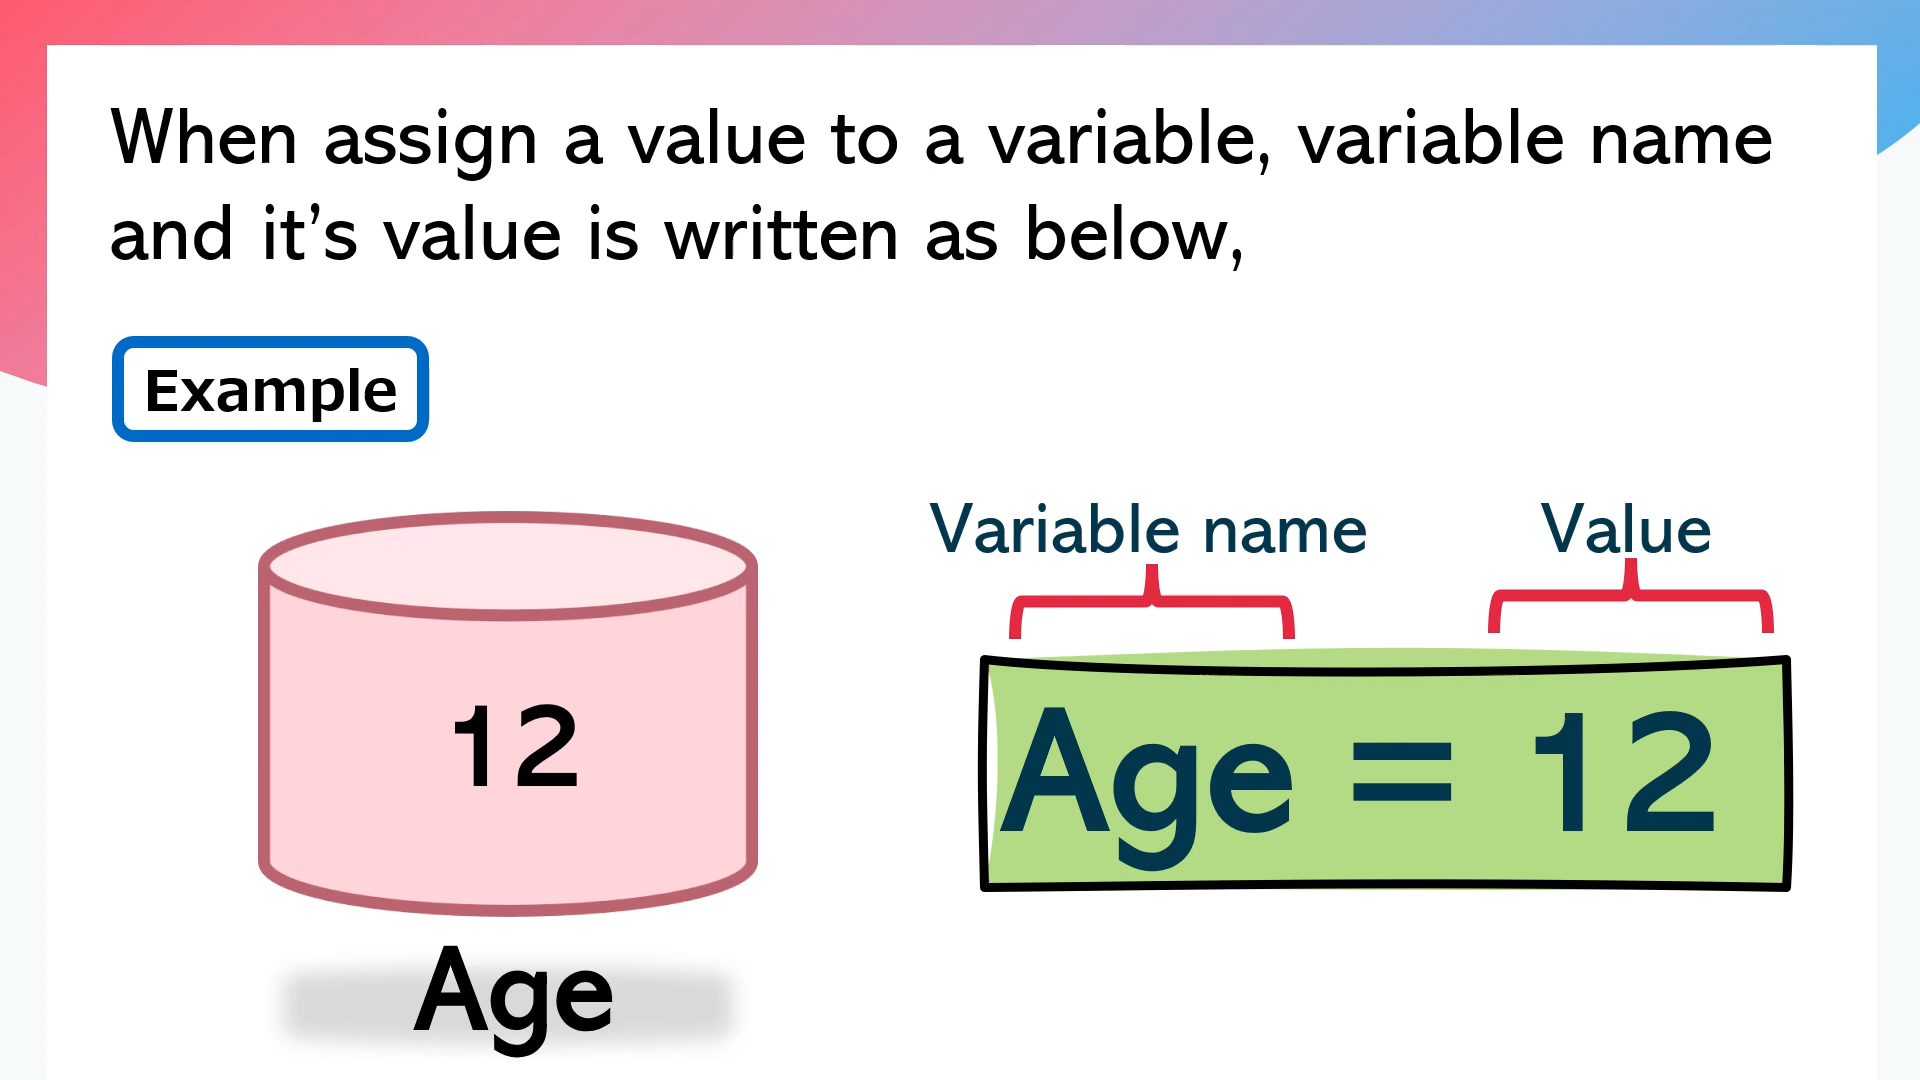 When assign a value to a variable, variable name
and it’s value is written as below,
Example
Variable name
Value
12
Age = 12
Age